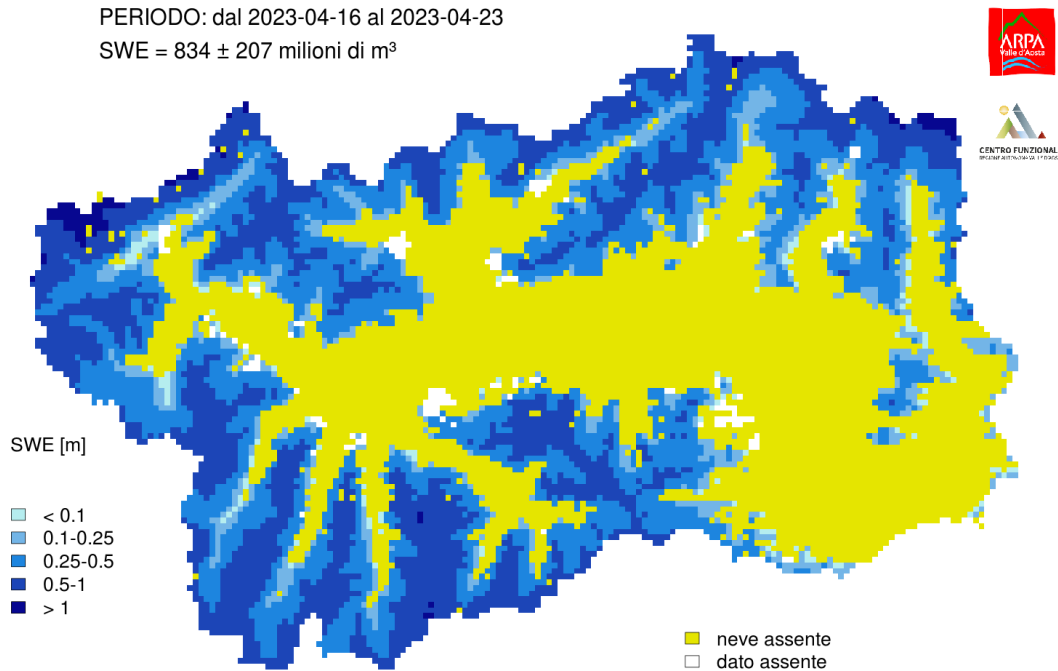 PERIODO: dal 2023-04-16 al 2023-04-23
SWE = 834 ± 207 milioni di m³
ARPA
Valle d'Aosta
CENTRO FUNZIONAL
SWE [m]
< 0.1
0.1-0.25
0.25-0.5
0.5-1
> 1
neve assente
dato assente